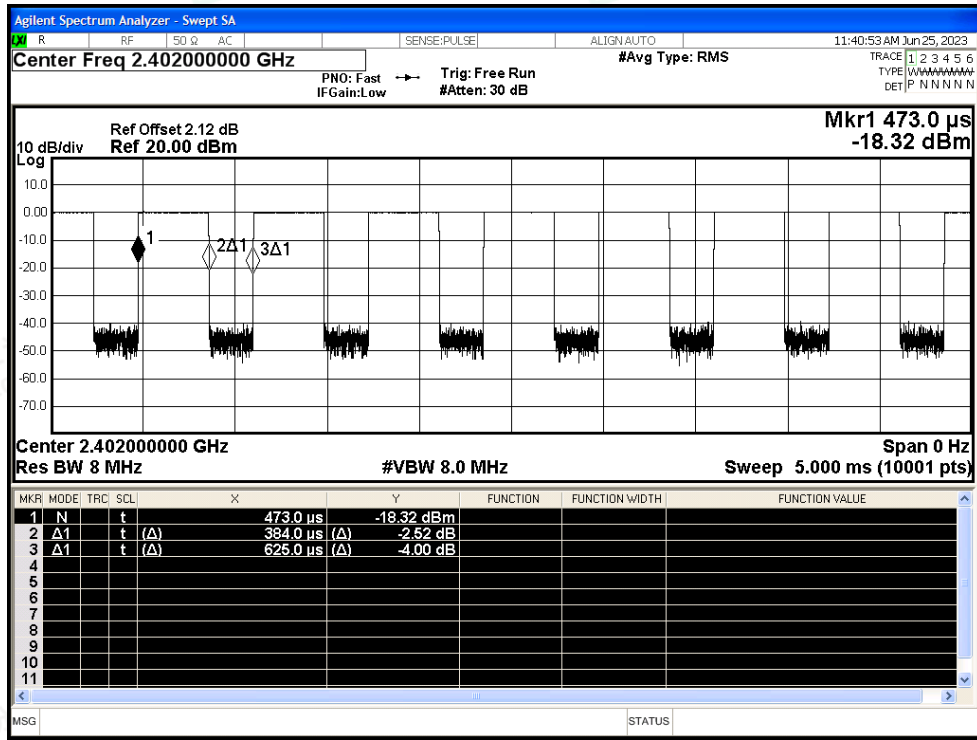 Agilent Spectrum Analyzer - Swept SA
LXI R RF 50 Ω AC SENSE:PULSE ALIGN AUTO 11:40:53 AM Jun 25, 2023
Center Freq 2.402000000 GHz #Avg Type: RMS TRACE 1 2 3 4 5 6
PNO: Fast Trig: Free Run TYPE WWWWWW
IFGain:Low #Atten: 30 dB DET P N N N N N
Mkr1 473.0 μs
Ref Offset 2.12 dB
10 dB/div Ref 20.00 dBm -18.32 dBm
Log
10.0
0.00
-10.0
1 2Δ1 3Δ1
-20.0
-30.0
-40.0
-50.0
-60.0
-70.0
Center 2.402000000 GHz Span 0 Hz
Res BW 8 MHz #VBW 8.0 MHz Sweep 5.000 ms (10001 pts)
MKR MODE TRC SCL X Y FUNCTION FUNCTION WIDTH FUNCTION VALUE
1 N t 473.0 μs -18.32 dBm
2 Δ1 t (Δ) 384.0 μs (Δ) -2.52 dB
3 Δ1 t (Δ) 625.0 μs (Δ) -4.00 dB
4
5
6
7
8
9
10
11
MSG STATUS